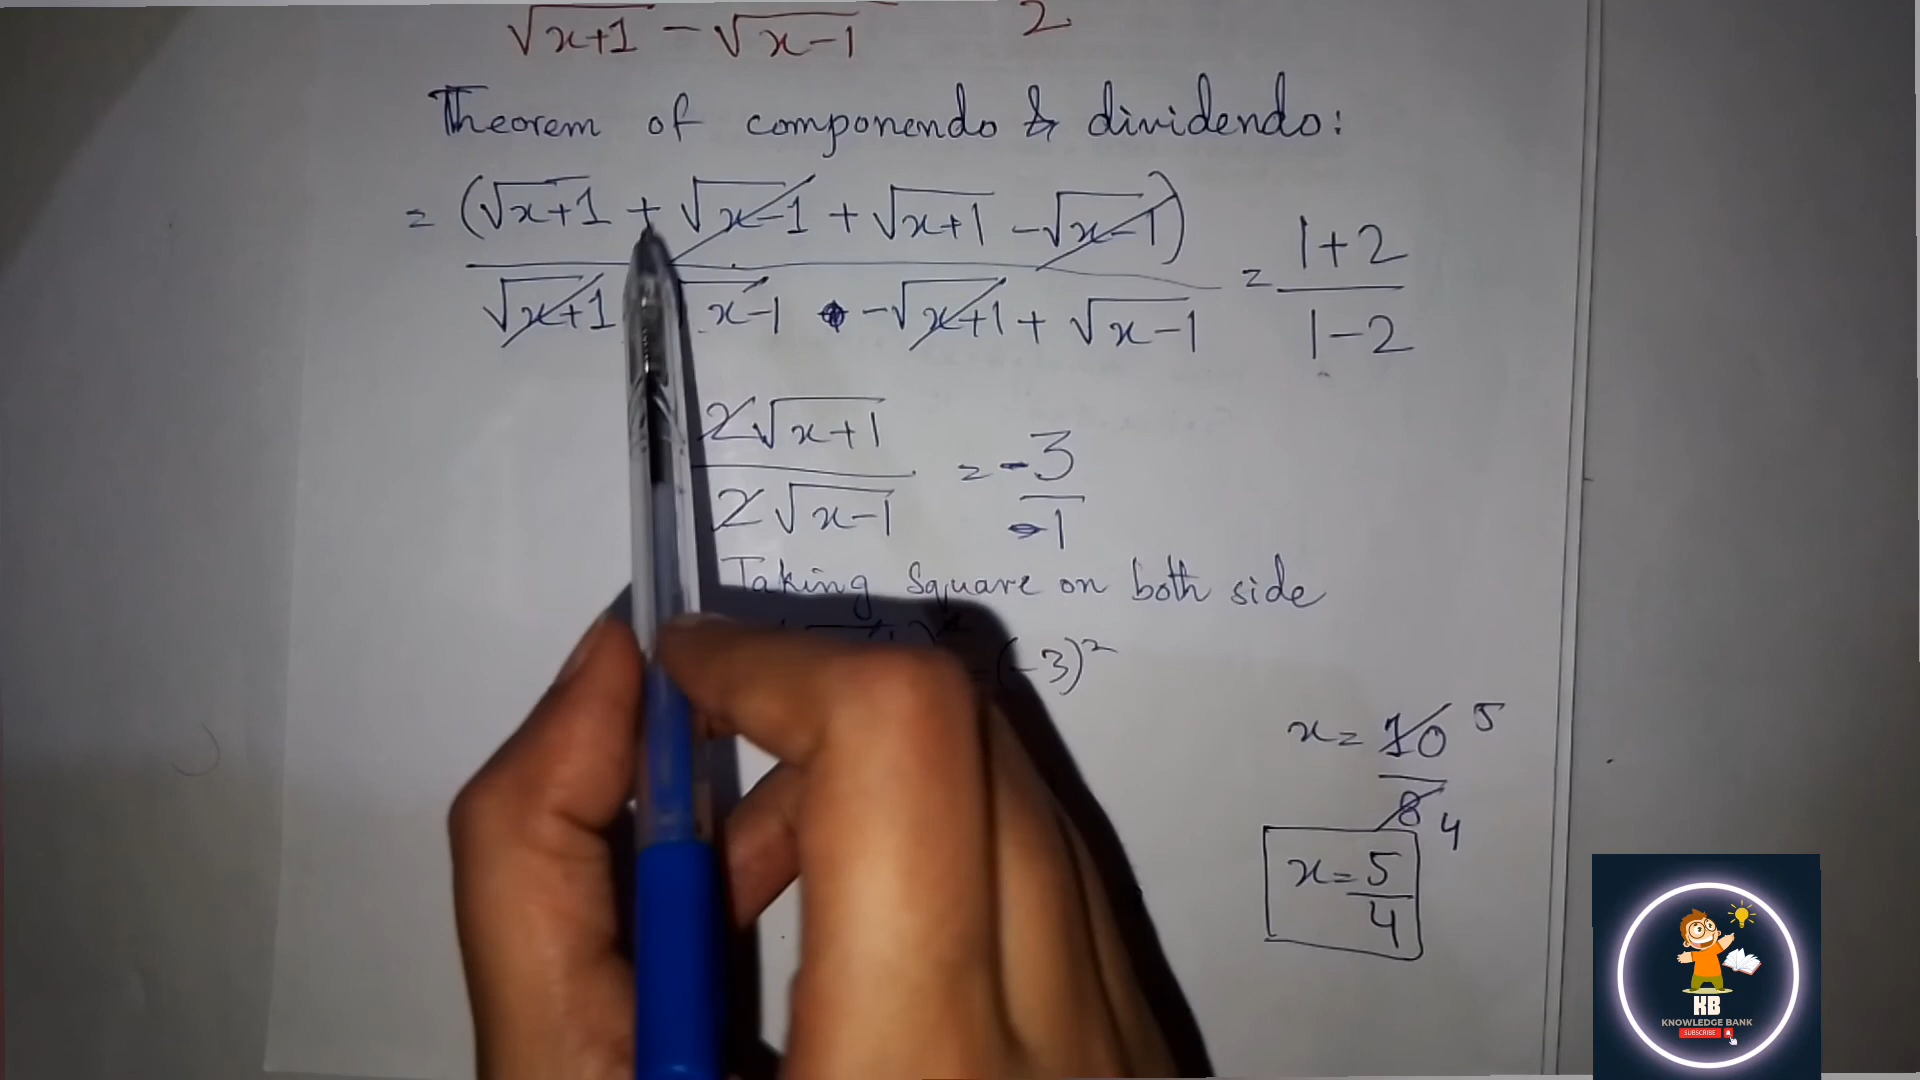 √x+1 − √x−1 2
Theorem of componendo & dividendo:
= (√x+1 + √x−1 + √x+1 −√x−1) = 1+2
√x+1 x−1 −√x+1 + √x−1 1−2
2√x+1 = −3
2√x−1 −1
Taking Square on both side
(−3)²
x = 10 5
8 4
x = 5
4
KB
KNOWLEDGE BANK
SUBSCRIBE